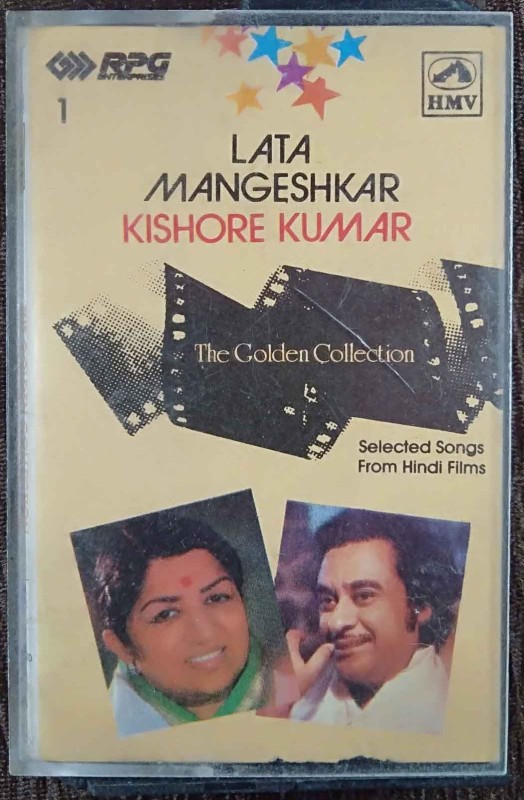 RPG
ENTERPRISES
HMV
1
LATA
MANGESHKAR
KISHORE KUMAR
The Golden Collection
Selected Songs
From Hindi Films